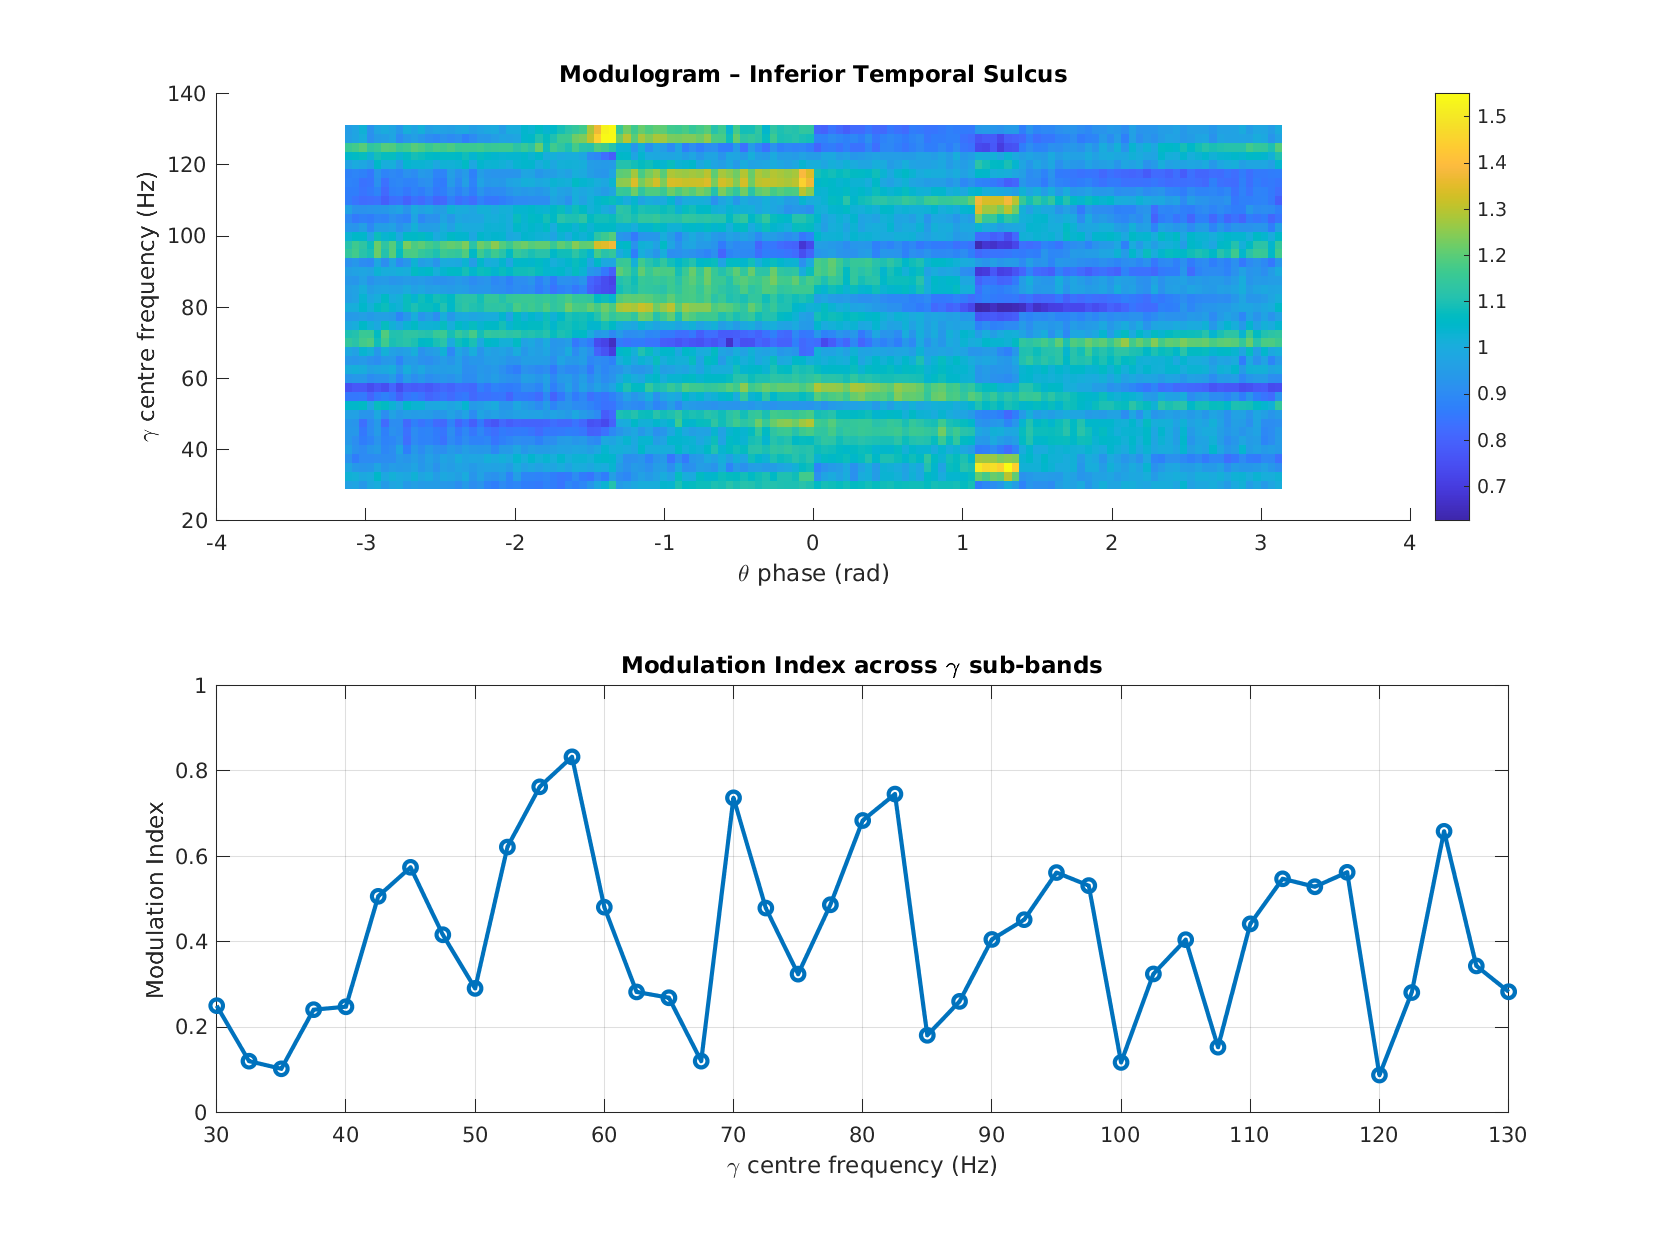 Modulogram – Inferior Temporal Sulcus
140
120
100
80
60
40
20
γ centre frequency (Hz)
-4 -3 -2 -1 0 1 2 3 4
θ phase (rad)
1.5
1.4
1.3
1.2
1.1
1
0.9
0.8
0.7
Modulation Index across γ sub-bands
1
0.8
0.6
0.4
0.2
0
Modulation Index
30 40 50 60 70 80 90 100 110 120 130
γ centre frequency (Hz)